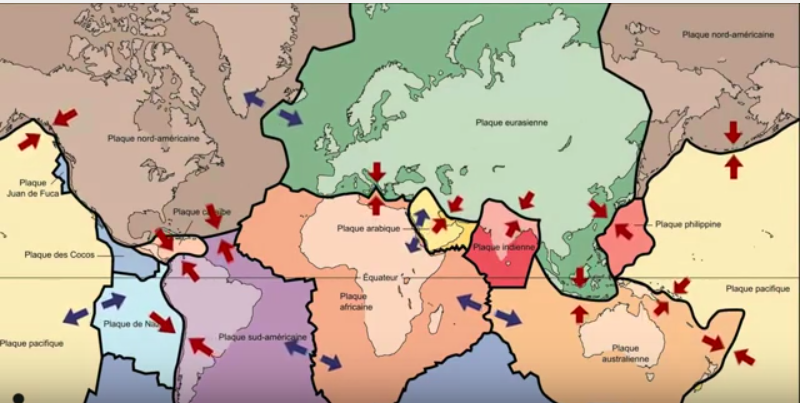 Plaque nord-américaine
Plaque nord-américaine
Plaque eurasienne
Plaque
Juan de Fuca
Plaque
Plaque arabique
Plaque philippine
Plaque indienne
Plaque des Cocos
Équateur
Plaque pacifique
Plaque
africaine
Plaque de
Plaque sud-américaine
Plaque pacifique
Plaque
australienne